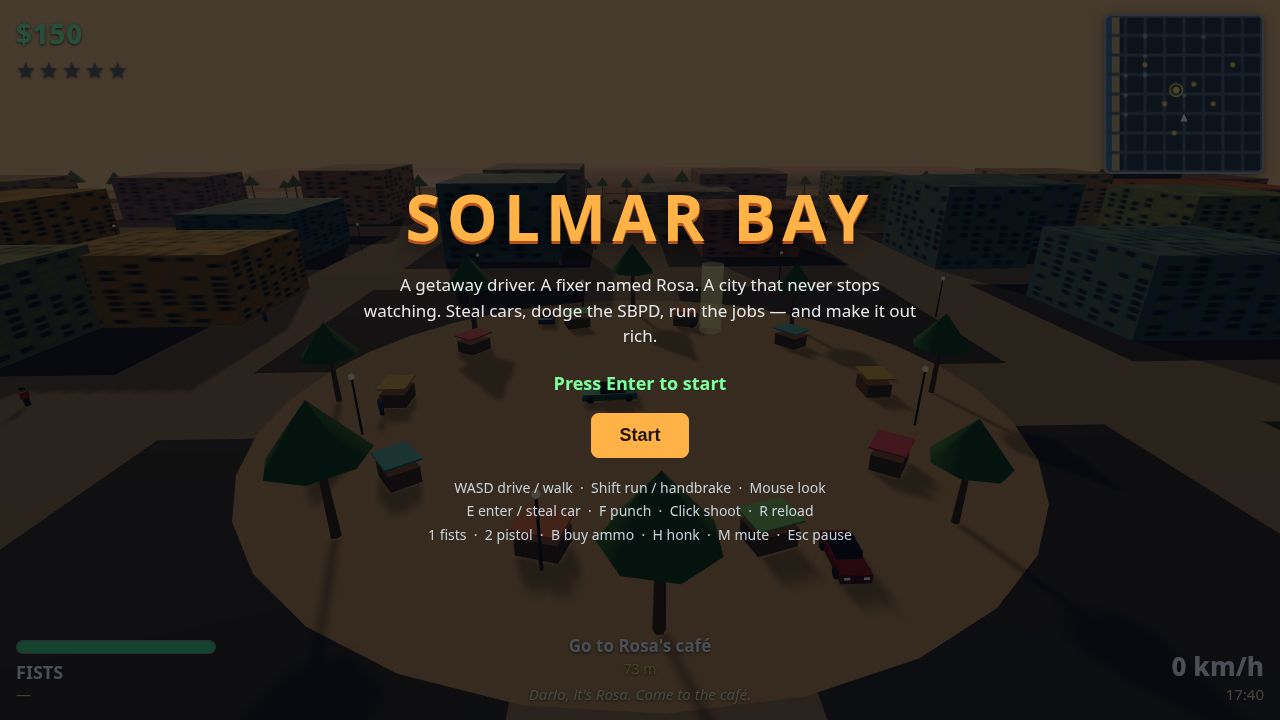 $150
SOLMAR BAY
A getaway driver. A fixer named Rosa. A city that never stops
watching. Steal cars, dodge the SBPD, run the jobs — and make it out
rich.
Press Enter to start
Start
WASD drive / walk · Shift run / handbrake · Mouse look
E enter / steal car · F punch · Click shoot · R reload
1 fists · 2 pistol · B buy ammo · H honk · M mute · Esc pause
Go to Rosa's café
73 m
Dario, it's Rosa. Come to the café.
FISTS
—
0 km/h
17:40